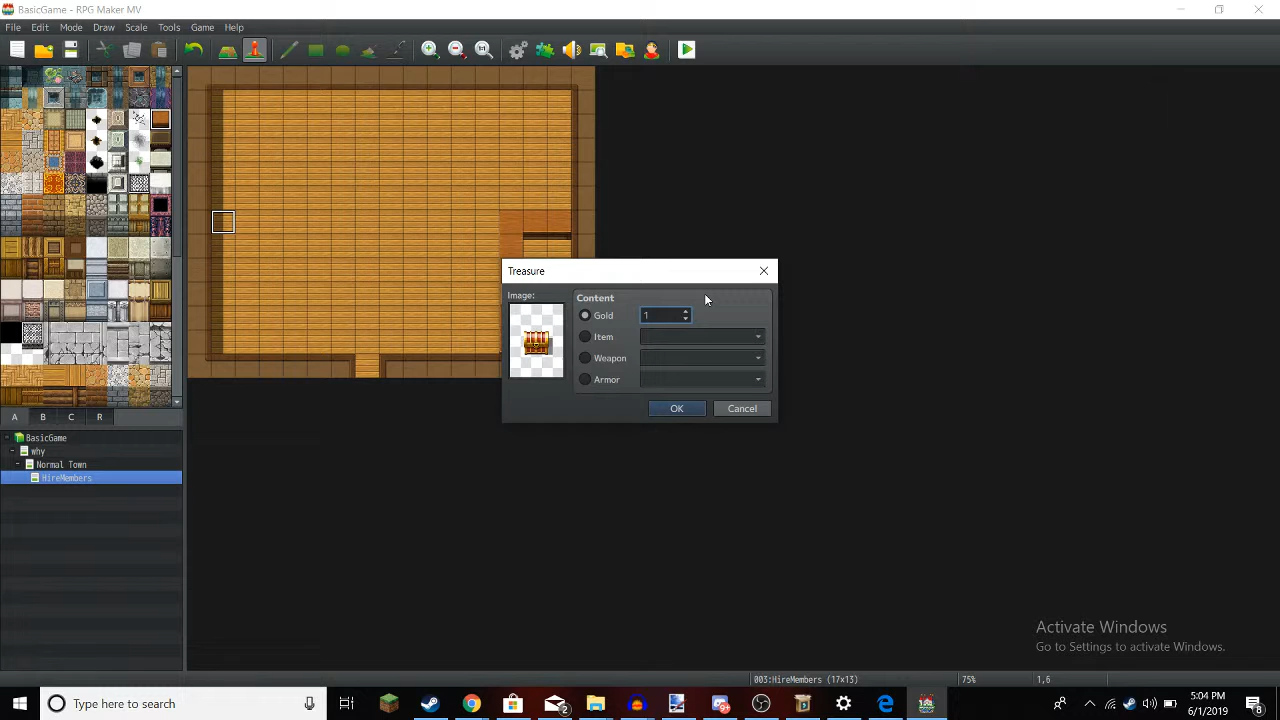 BasicGame - RPG Maker MV
File Edit Mode Draw Scale Tools Game Help
Treasure
Image:
Content
Gold 1
Item
Weapon
Armor
OK Cancel
A B C R
BasicGame
why
Normal Town
HireMembers
Activate Windows
Go to Settings to activate Windows.
003:HireMembers (17x13) 75% 1,6
Type here to search
2
5:04 PM
6/1/2019
8